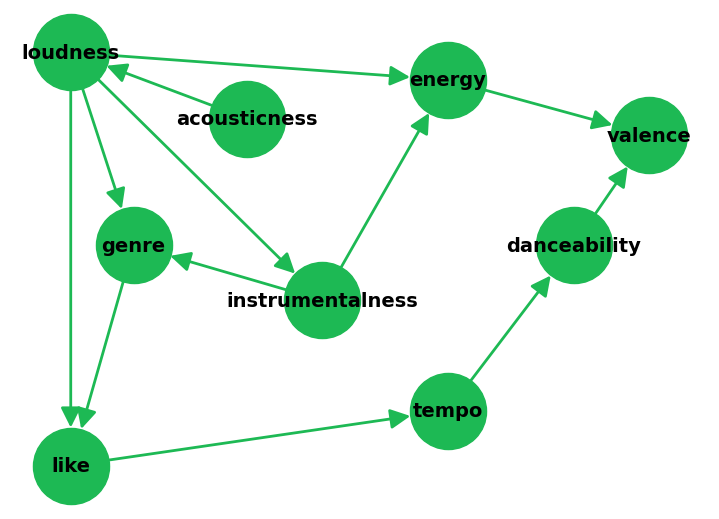 loudness
energy
acousticness
valence
genre
danceability
instrumentalness
tempo
like